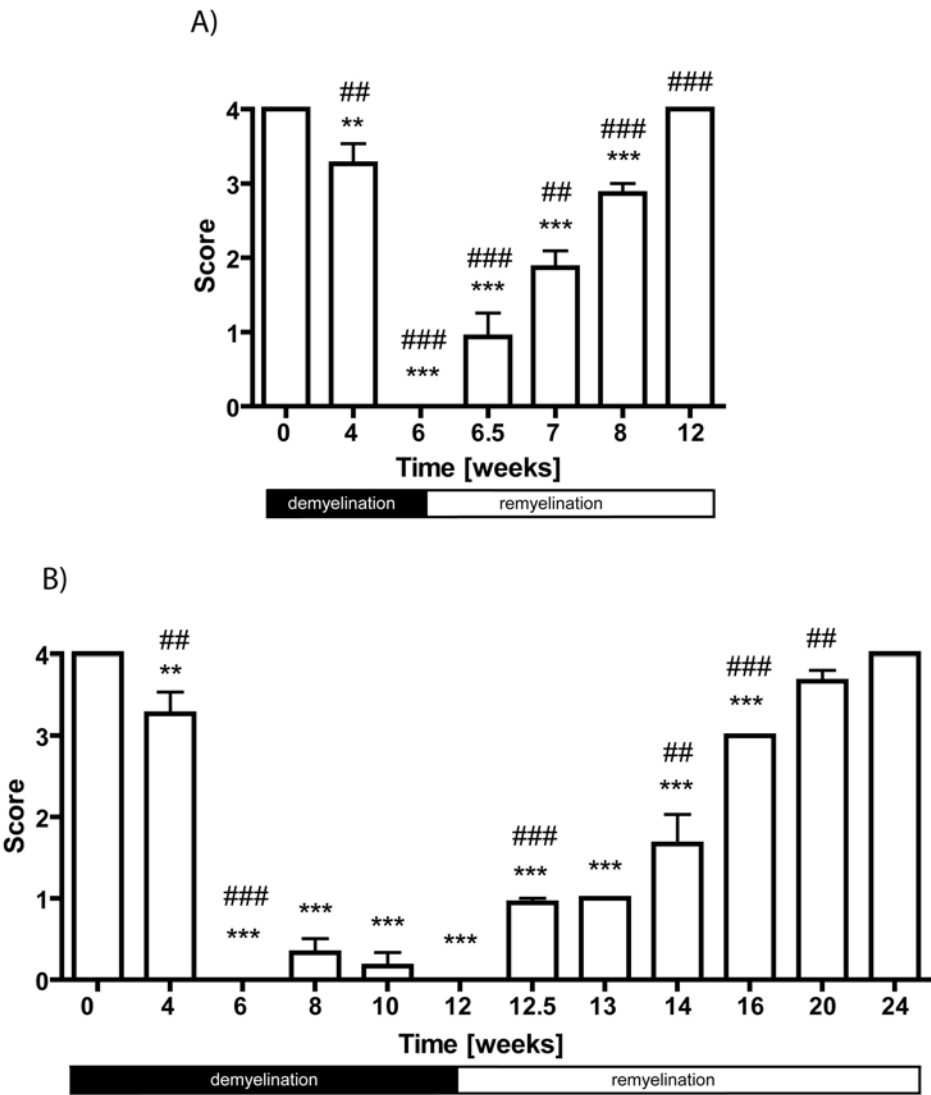 A)
## ### 
4 ** ###
3 ## ***
Score ### ***
2 ***
1 ###
***
0
0 4 6 6.5 7 8 12
Time [weeks]
demyelination remyelination
B)
## ##
4 ** ###
3 ***
Score ##
2 ***
### ###
1 *** *** *** *** *** ***
0
0 4 6 8 10 12 12.5 13 14 16 20 24
Time [weeks]
demyelination remyelination